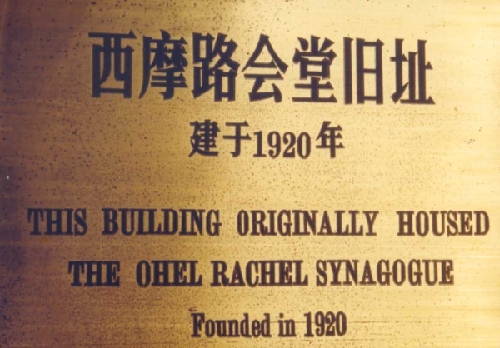 西摩路会堂旧址
建于1920年
THIS BUILDING ORIGINALLY HOUSED
THE OHEL RACHEL SYNAGOGUE
Founded in 1920